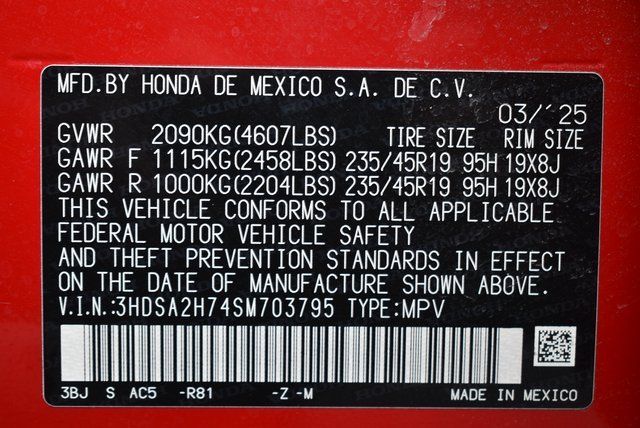 MFD.BY HONDA DE MEXICO S.A. DE C.V.
03/´25
GVWR 2090KG(4607LBS) TIRE SIZE RIM SIZE
GAWR F 1115KG(2458LBS) 235/45R19 95H 19X8J
GAWR R 1000KG(2204LBS) 235/45R19 95H 19X8J
THIS VEHICLE CONFORMS TO ALL APPLICABLE
FEDERAL MOTOR VEHICLE SAFETY
AND THEFT PREVENTION STANDARDS IN EFFECT
ON THE DATE OF MANUFACTURE SHOWN ABOVE.
V.I.N.:3HDSA2H74SM703795 TYPE:MPV
3BJ S AC5 -R81 -Z -M MADE IN MEXICO